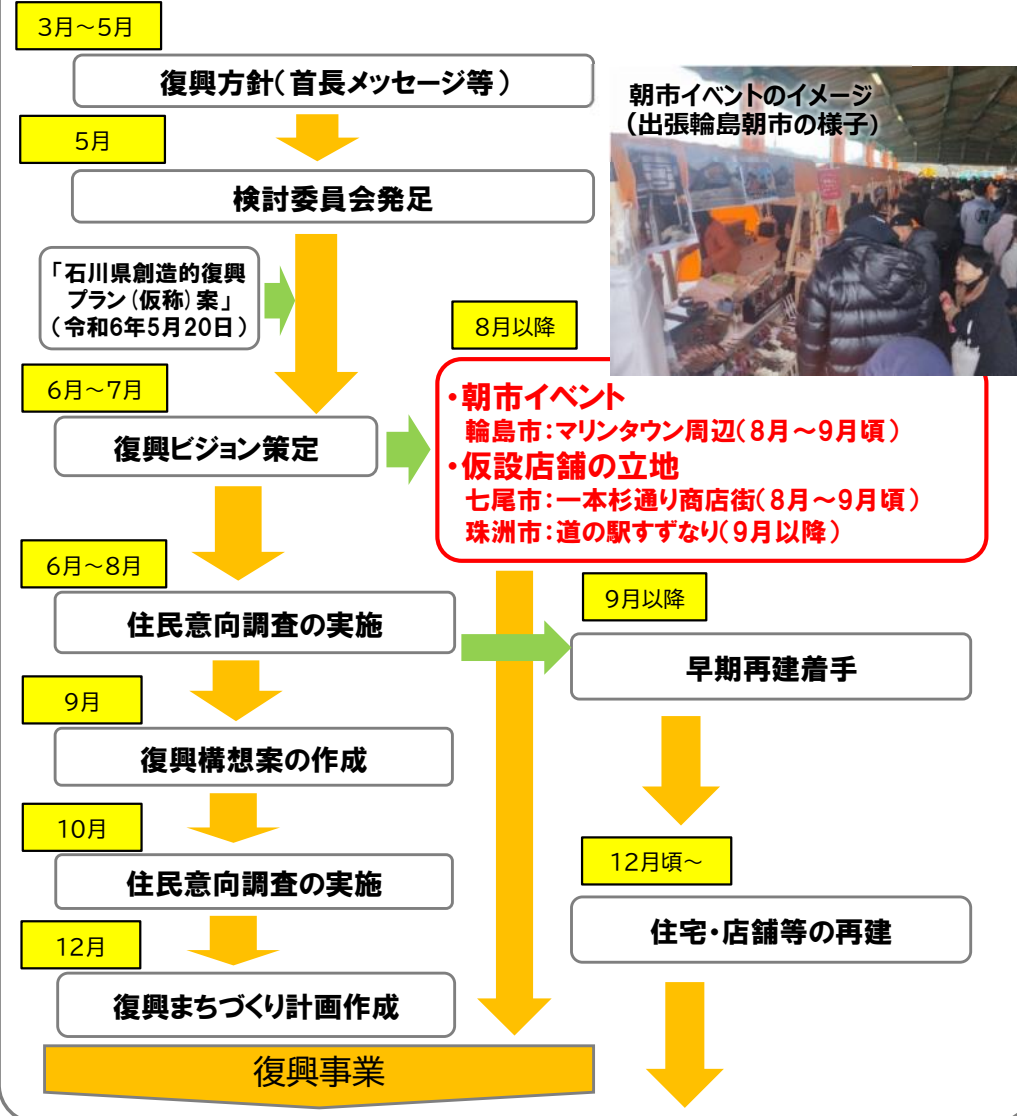 3月～5月
復興方針(首長メッセージ等)
朝市イベントのイメージ
(出張輪島朝市の様子)
5月
検討委員会発足
「石川県創造的復興
プラン(仮称)案」
(令和6年5月20日)
8月以降
・朝市イベント
輪島市:マリンタウン周辺(8月～9月頃)
・仮設店舗の立地
七尾市:一本杉通り商店街(8月～9月頃)
珠洲市:道の駅すずなり(9月以降)
6月～7月
復興ビジョン策定
6月～8月
住民意向調査の実施
9月以降
早期再建着手
9月
復興構想案の作成
10月
住民意向調査の実施
12月頃～
住宅・店舗等の再建
12月
復興まちづくり計画作成
復興事業